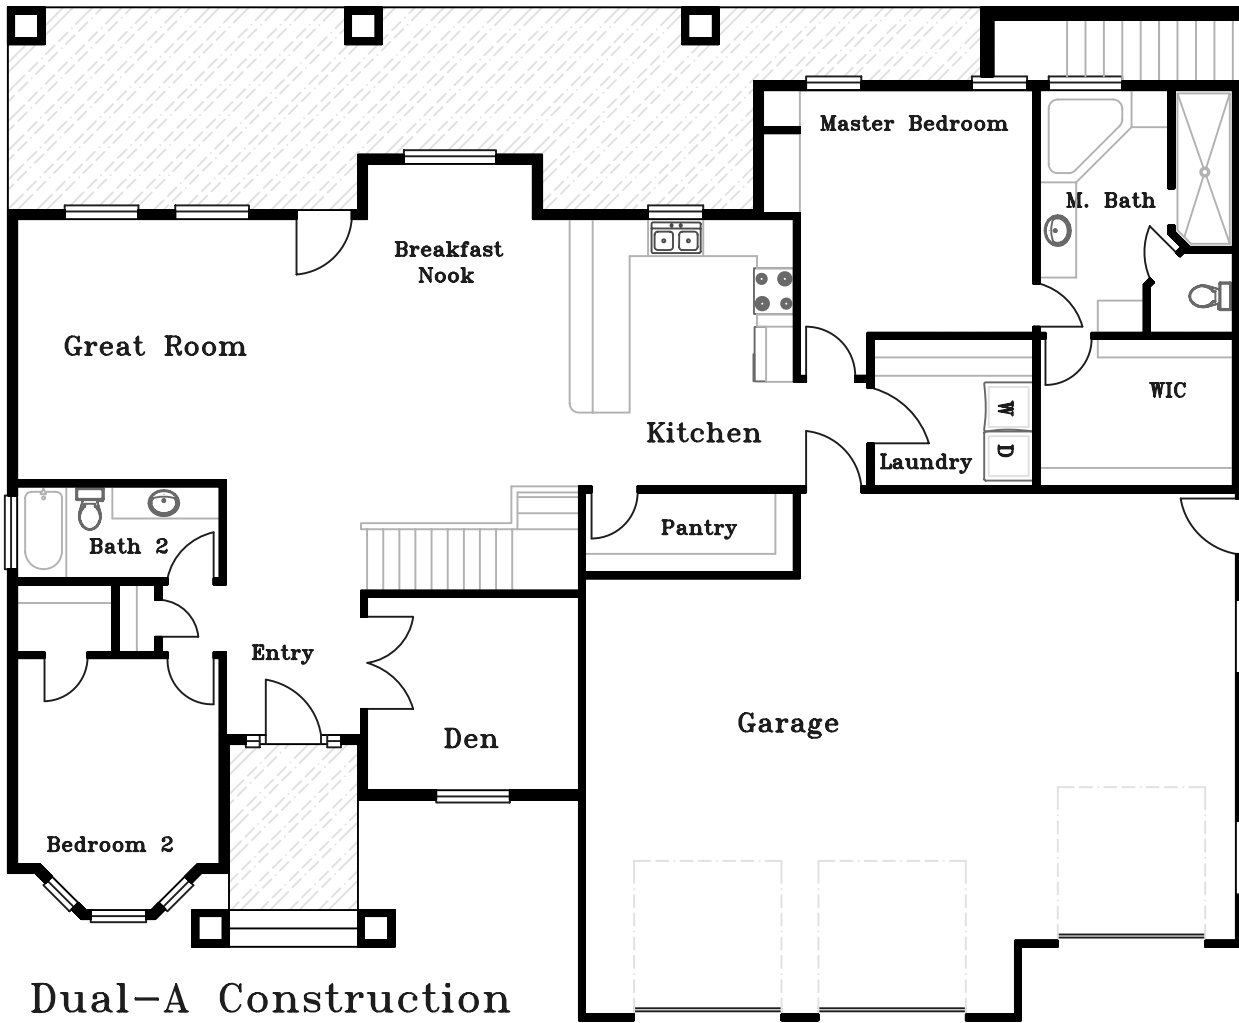 Master Bedroom
M. Bath
Breakfast
Nook
Great Room
WIC
Kitchen
W
Laundry
D
Pantry
Bath 2
Entry
Garage
Den
Bedroom 2
Dual-A Construction